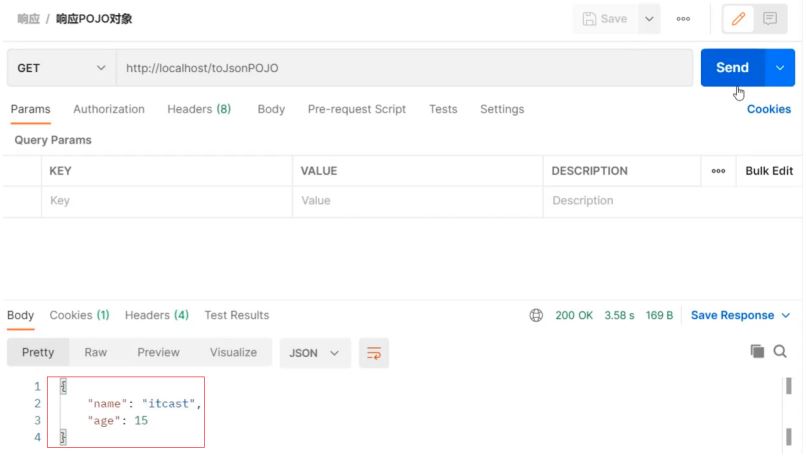 响应 / 响应POJO对象 Save
GET http://localhost/toJsonPOJO Send
Params Authorization Headers (8) Body Pre-request Script Tests Settings Cookies
Query Params
KEY VALUE DESCRIPTION Bulk Edit
Key Value Description
Body Cookies (1) Headers (4) Test Results 200 OK 3.58 s 169 B Save Response
Pretty Raw Preview Visualize JSON
1 {
2 "name": "itcast",
3 "age": 15
4 }